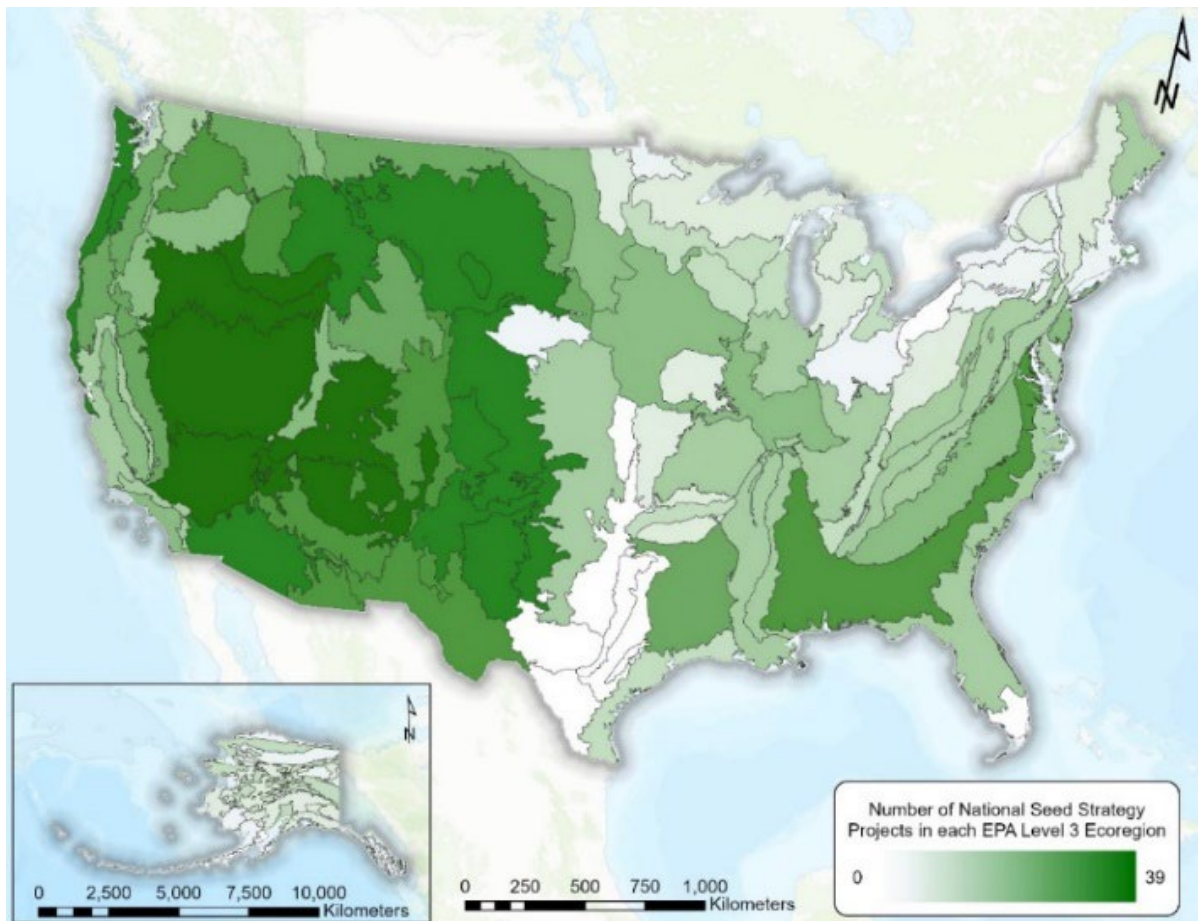 N
N
0 2,500 5,000 7,500 10,000
Kilometers
0 250 500 750 1,000
Kilometers
Number of National Seed Strategy
Projects in each EPA Level 3 Ecoregion
0 39